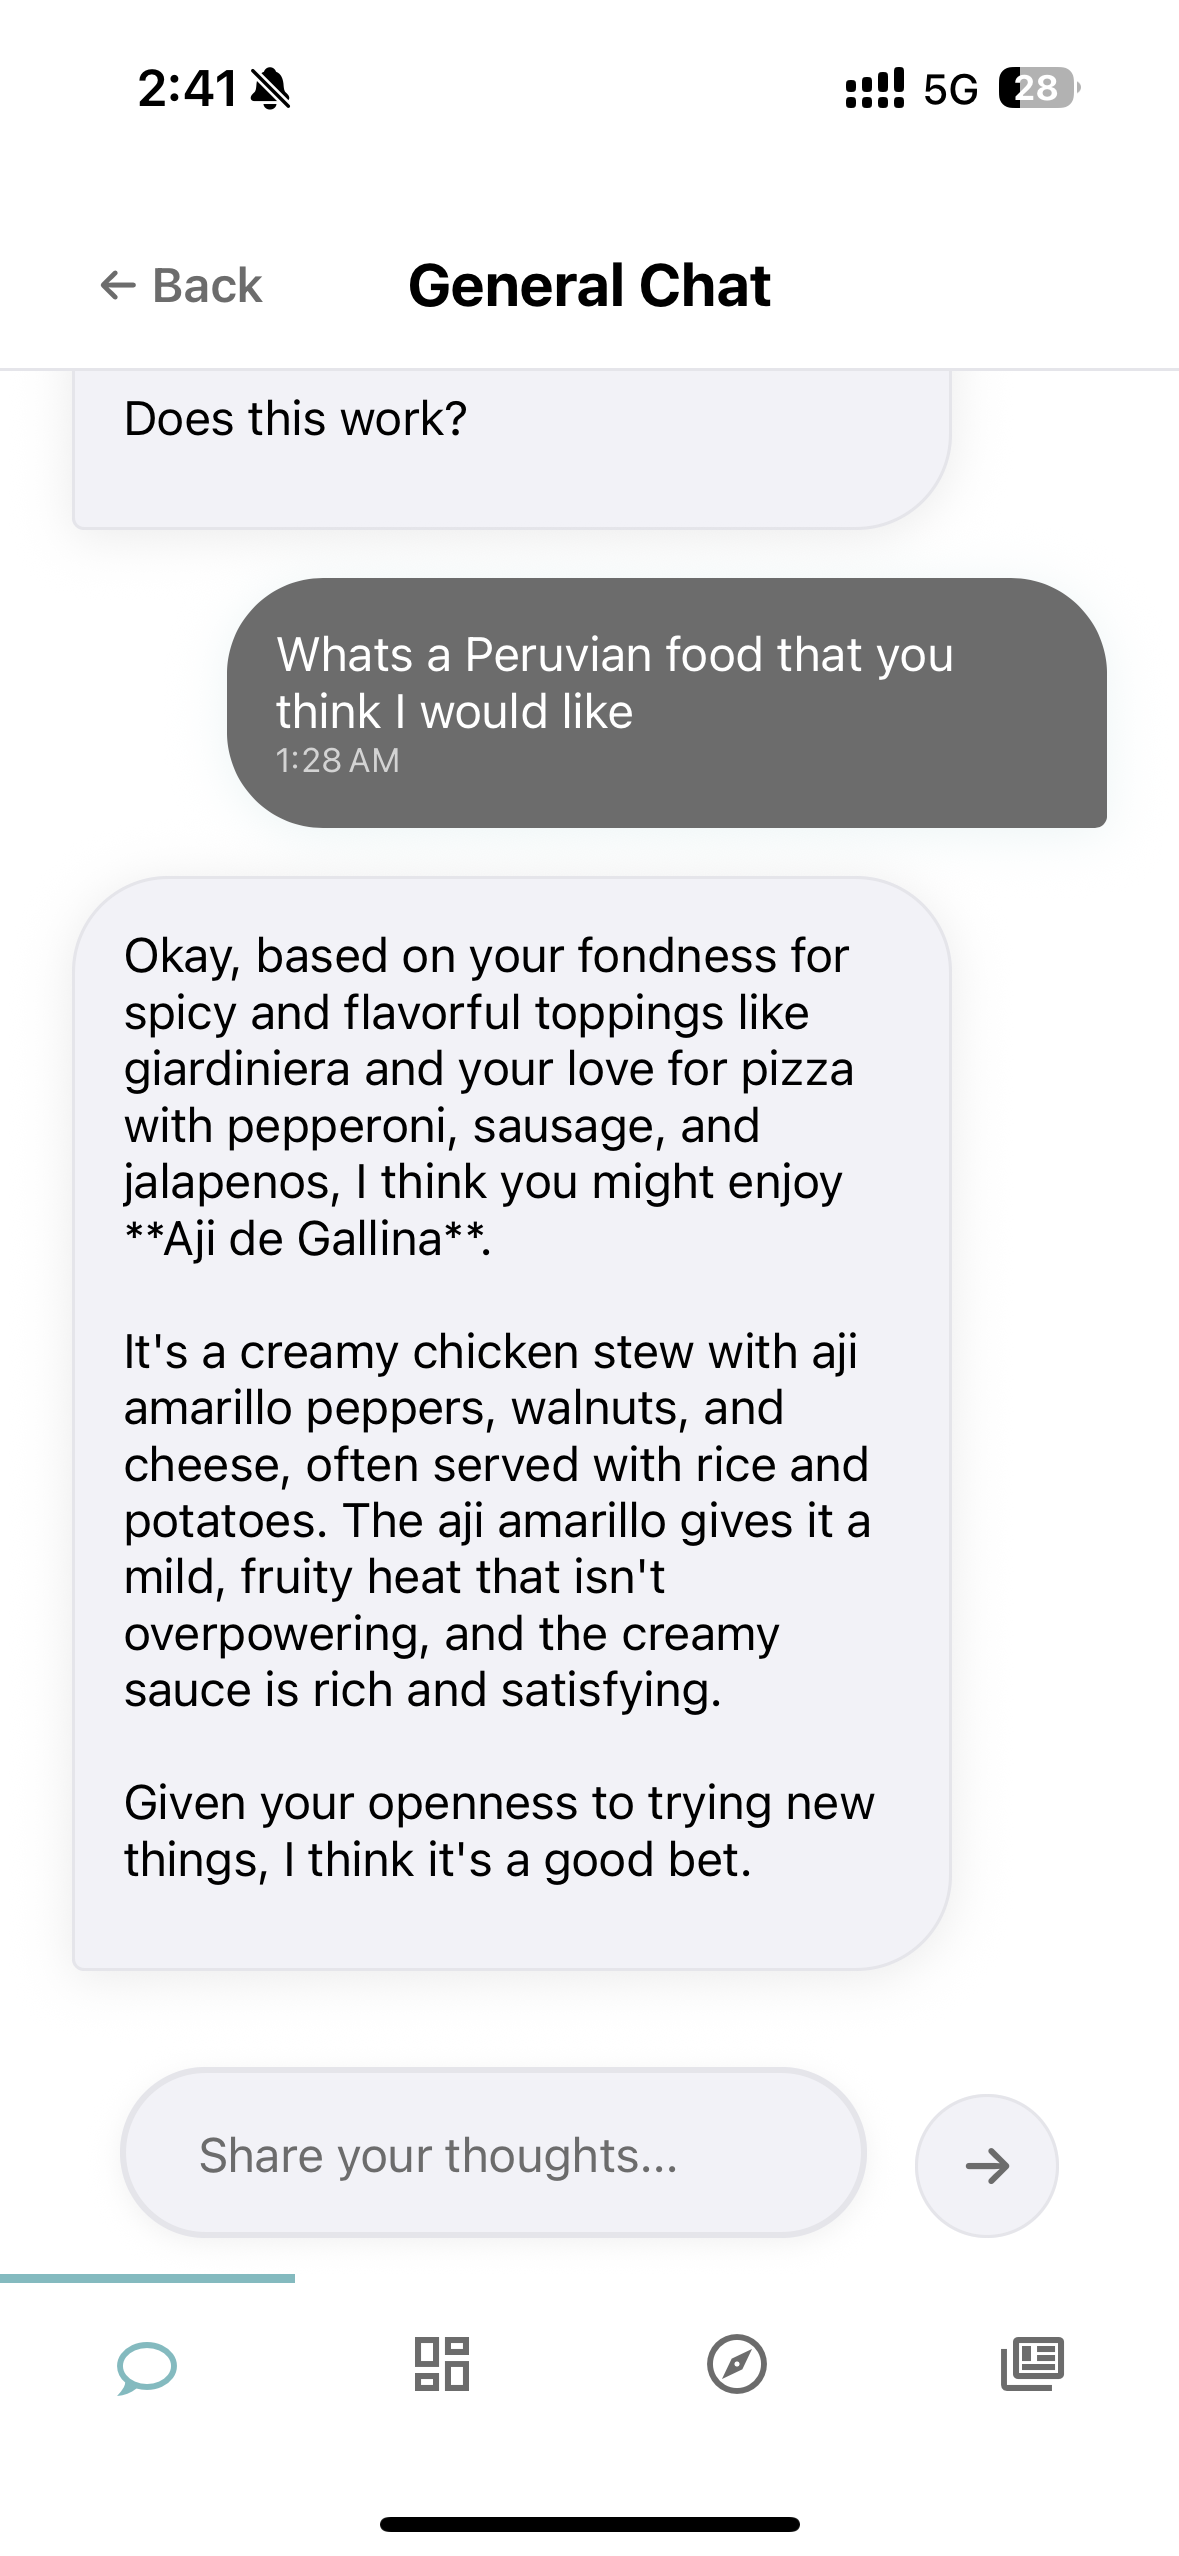 2:41
5G
28
← Back
General Chat
Does this work?
Whats a Peruvian food that you
think I would like
1:28 AM
Okay, based on your fondness for
spicy and flavorful toppings like
giardiniera and your love for pizza
with pepperoni, sausage, and
jalapenos, I think you might enjoy
**Aji de Gallina**.
It's a creamy chicken stew with aji
amarillo peppers, walnuts, and
cheese, often served with rice and
potatoes. The aji amarillo gives it a
mild, fruity heat that isn't
overpowering, and the creamy
sauce is rich and satisfying.
Given your openness to trying new
things, I think it's a good bet.
Share your thoughts...